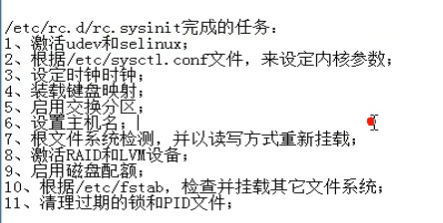 /etc/rc.d/rc.sysinit完成的任务：
1、激活udev和selinux；
2、根据/etc/sysctl.conf文件，来设定内核参数；
3、设定时钟时钟；
4、装载键盘映射；
5、启用交换分区；
6、设置主机名；
7、根文件系统检测，并以读写方式重新挂载；
8、激活RAID和LVM设备；
9、启用磁盘配额；
10、根据/etc/fstab，检查并挂载其它文件系统；
11、清理过期的锁和PID文件；